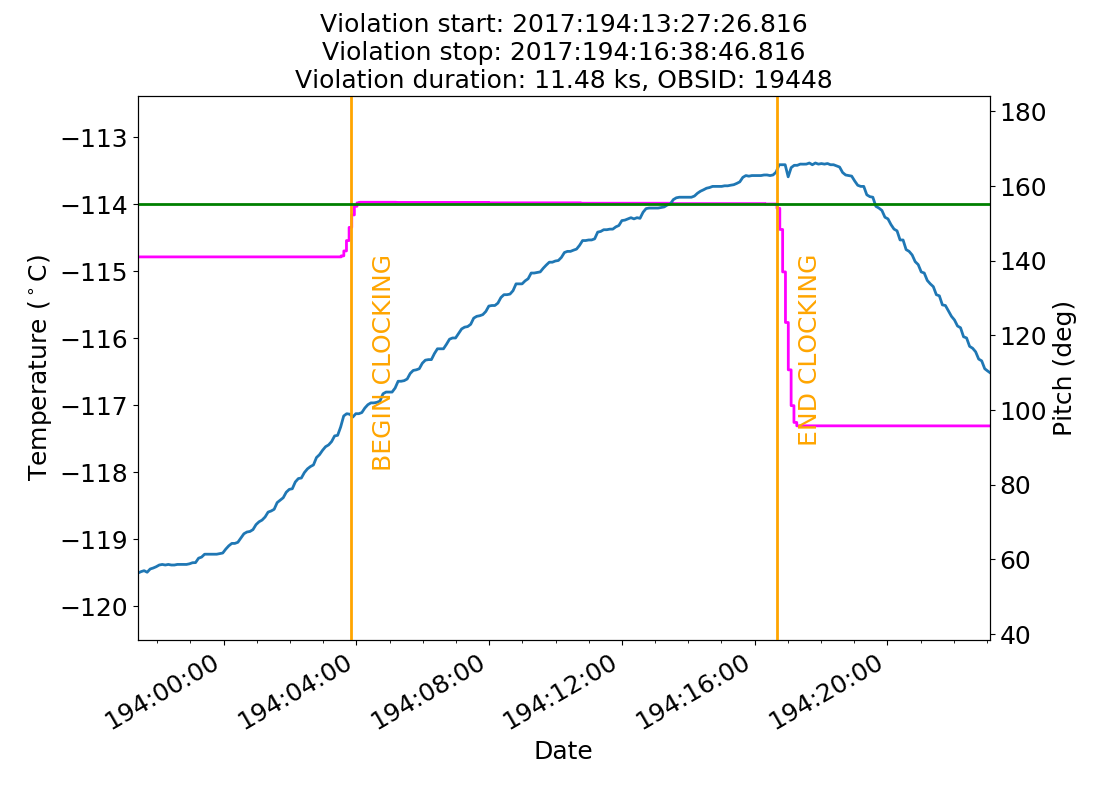 Violation start: 2017:194:13:27:26.816
Violation stop: 2017:194:16:38:46.816
Violation duration: 11.48 ks, OBSID: 19448
−113
−114
−115
−116
−117
−118
−119
−120
Temperature (°C)
BEGIN CLOCKING
END CLOCKING
180
160
140
120
100
80
60
40
Pitch (deg)
194:00:00
194:04:00
194:08:00
194:12:00
194:16:00
194:20:00
Date